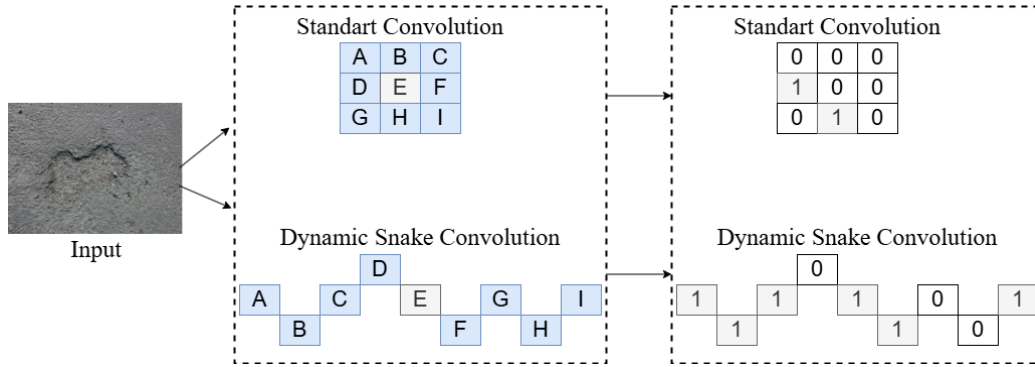 Standart Convolution
A B C
D E F
G H I
Input
Dynamic Snake Convolution
D
A C E G I
B F H
Standart Convolution
0 0 0
1 0 0
0 1 0
Dynamic Snake Convolution
0
1 1 1 0 1
1 1 0